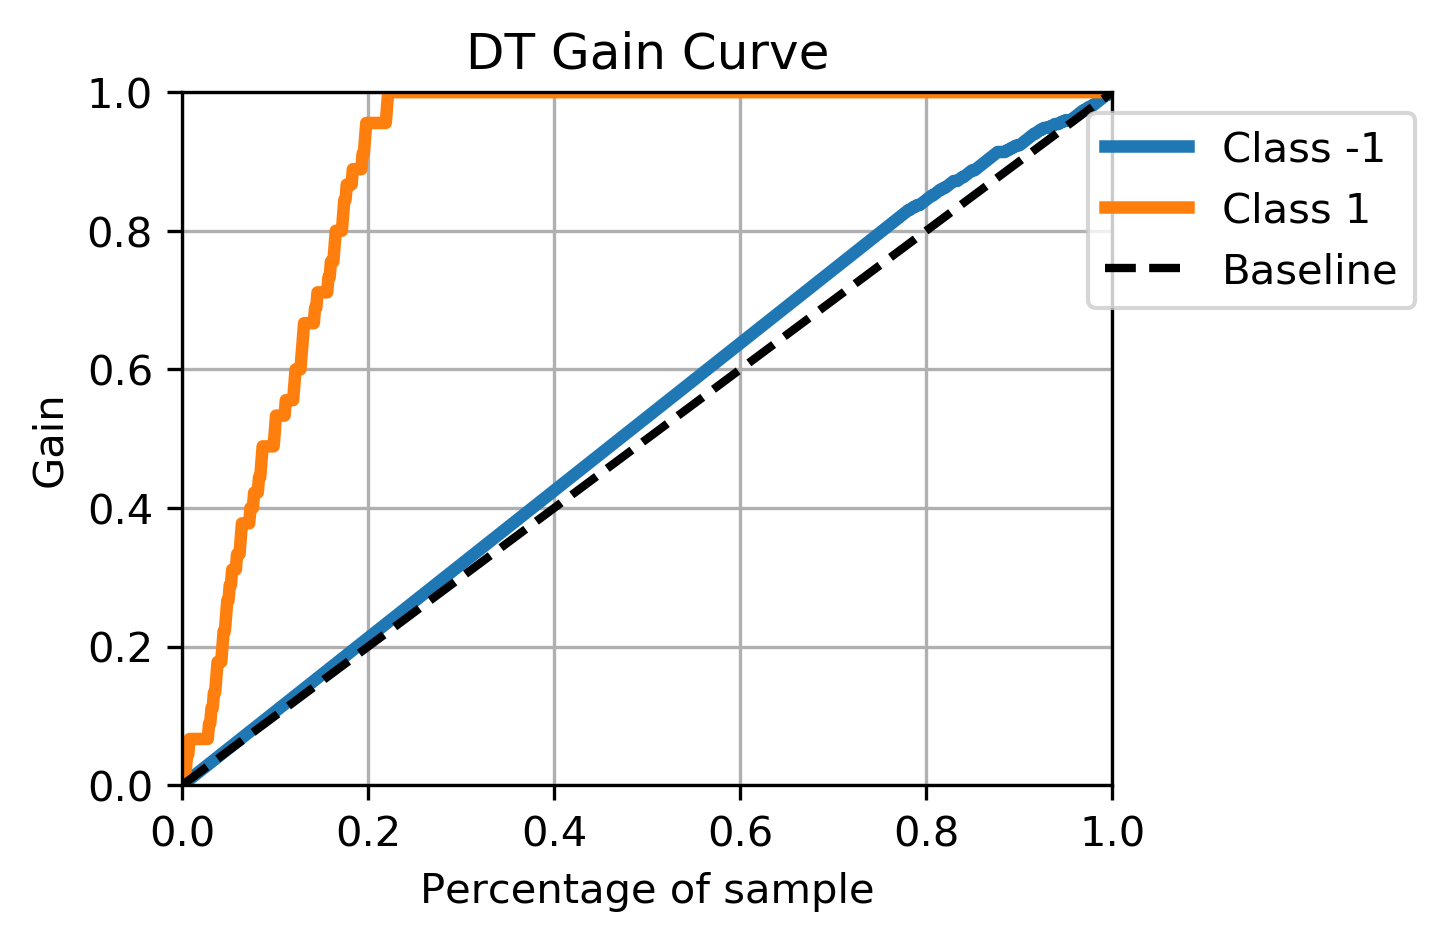 DT Gain Curve
1.0
0.8
0.6
0.4
0.2
0.0
Gain
0.0 0.2 0.4 0.6 0.8 1.0
Percentage of sample
Class -1
Class 1
Baseline